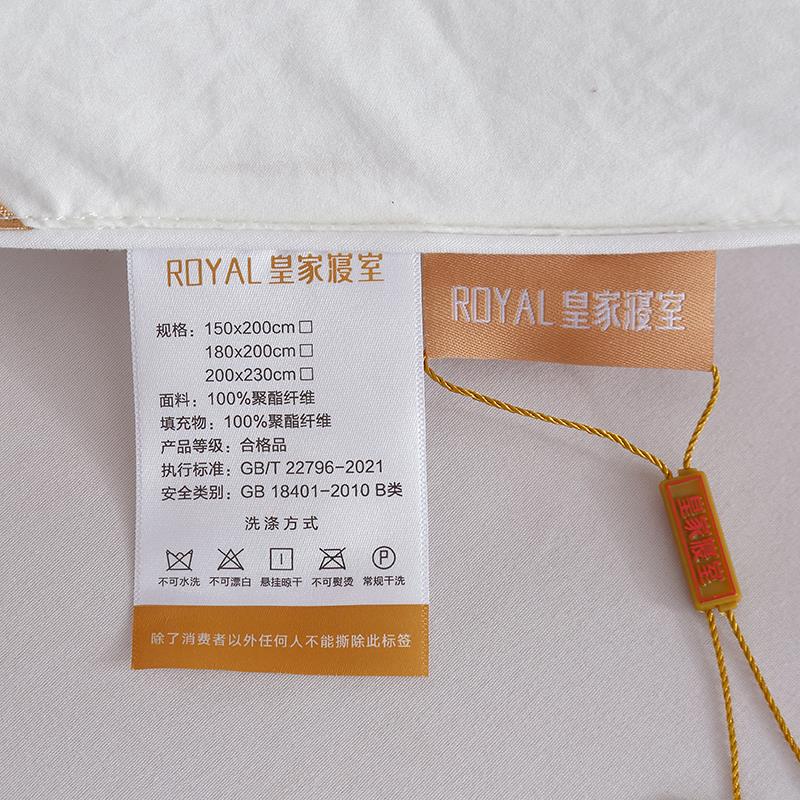 ROYAL 皇家寝室
规格：150x200cm□
180x200cm□
200x230cm□
面料：100%聚酯纤维
填充物：100%聚酯纤维
产品等级：合格品
执行标准：GB/T 22796-2021
安全类别：GB 18401-2010 B类
洗涤方式
P
不可水洗 不可漂白 悬挂晾干 不可熨烫 常规干洗
除了消费者以外任何人不能撕除此标签
ROYAL 皇家寝室
皇家寝室